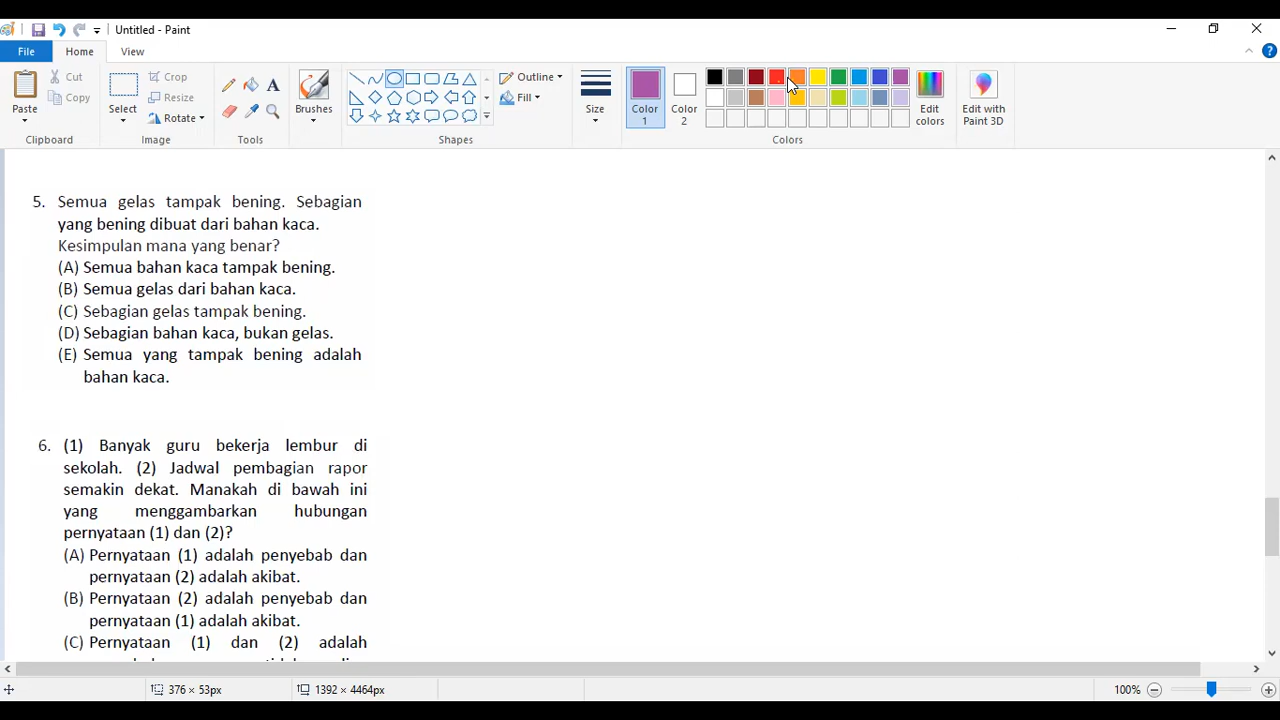 Untitled - Paint
File
Home
View
Paste
Cut
Copy
Clipboard
Select
Crop
Resize
Rotate
Image
A
Tools
Brushes
Outline
Fill
Shapes
Size
Color
1
Color
2
Edit
colors
Colors
Edit with
Paint 3D
5. Semua gelas tampak bening. Sebagian
yang bening dibuat dari bahan kaca.
Kesimpulan mana yang benar?
(A) Semua bahan kaca tampak bening.
(B) Semua gelas dari bahan kaca.
(C) Sebagian gelas tampak bening.
(D) Sebagian bahan kaca, bukan gelas.
(E) Semua yang tampak bening adalah
bahan kaca.
6. (1) Banyak guru bekerja lembur di
sekolah. (2) Jadwal pembagian rapor
semakin dekat. Manakah di bawah ini
yang menggambarkan hubungan
pernyataan (1) dan (2)?
(A) Pernyataan (1) adalah penyebab dan
pernyataan (2) adalah akibat.
(B) Pernyataan (2) adalah penyebab dan
pernyataan (1) adalah akibat.
(C) Pernyataan (1) dan (2) adalah
376 × 53px
1392 × 4464px
100%